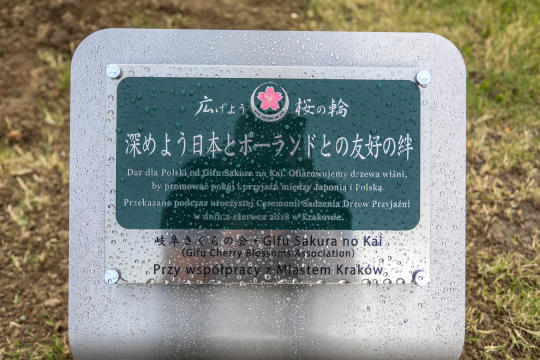 広げよう 桜の輪
深めよう日本とポーランドとの友好の絆
Dar dla Polski od Gifu Sakura no Kai. Ofiarowujemy drzewa wiśni,
by promować pokój i przyjaźń między Japonią i Polską.
Przekazane podczas uroczystej Ceremonii Sadzenia Drzew Przyjaźni
w dniu 2 czerwca 2018 w Krakowie.
岐阜さくらの会・Gifu Sakura no Kai
(Gifu Cherry Blossoms Association)
Przy współpracy z Miastem Kraków